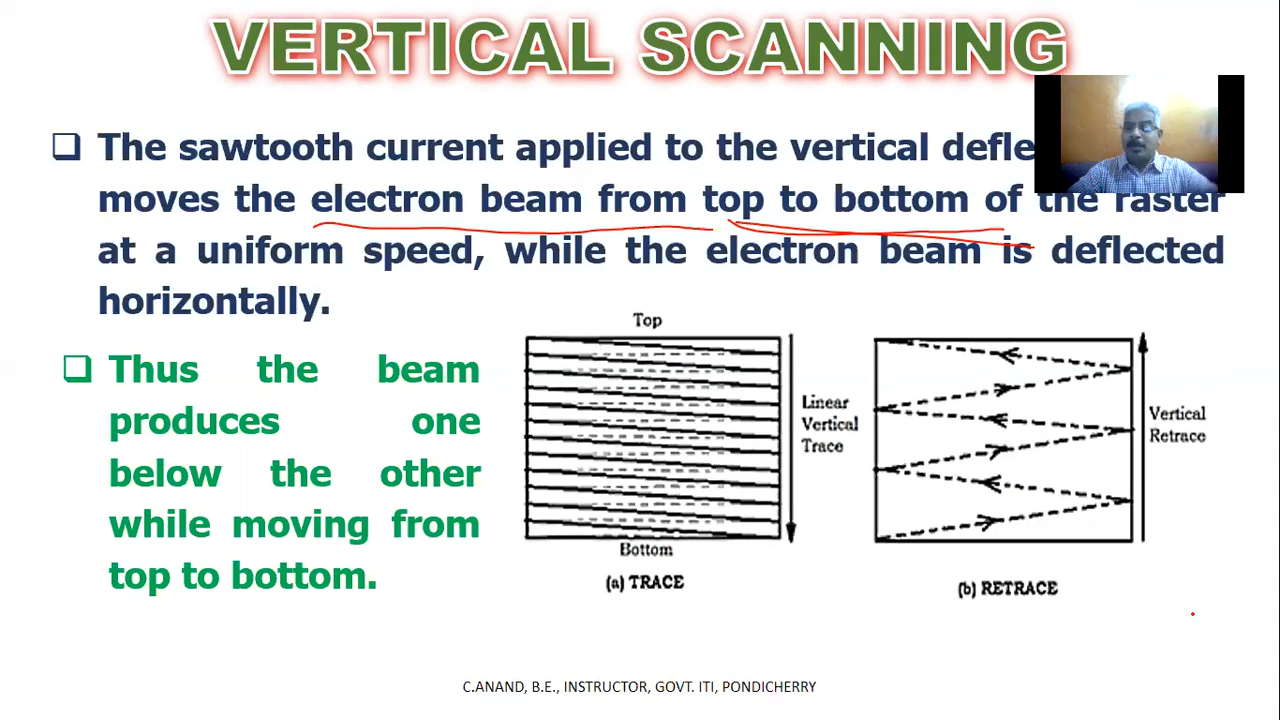 VERTICAL SCANNING
The sawtooth current applied to the vertical
moves the electron beam from top to bottom of the raster
at a uniform speed, while the electron beam is deflected
horizontally.
Thus the beam
produces one
below the other
while moving from
top to bottom.
Top
Linear
Vertical
Trace
Bottom
(a) TRACE
Vertical
Retrace
(b) RETRACE
C.ANAND, B.E., INSTRUCTOR, GOVT. ITI, PONDICHERRY